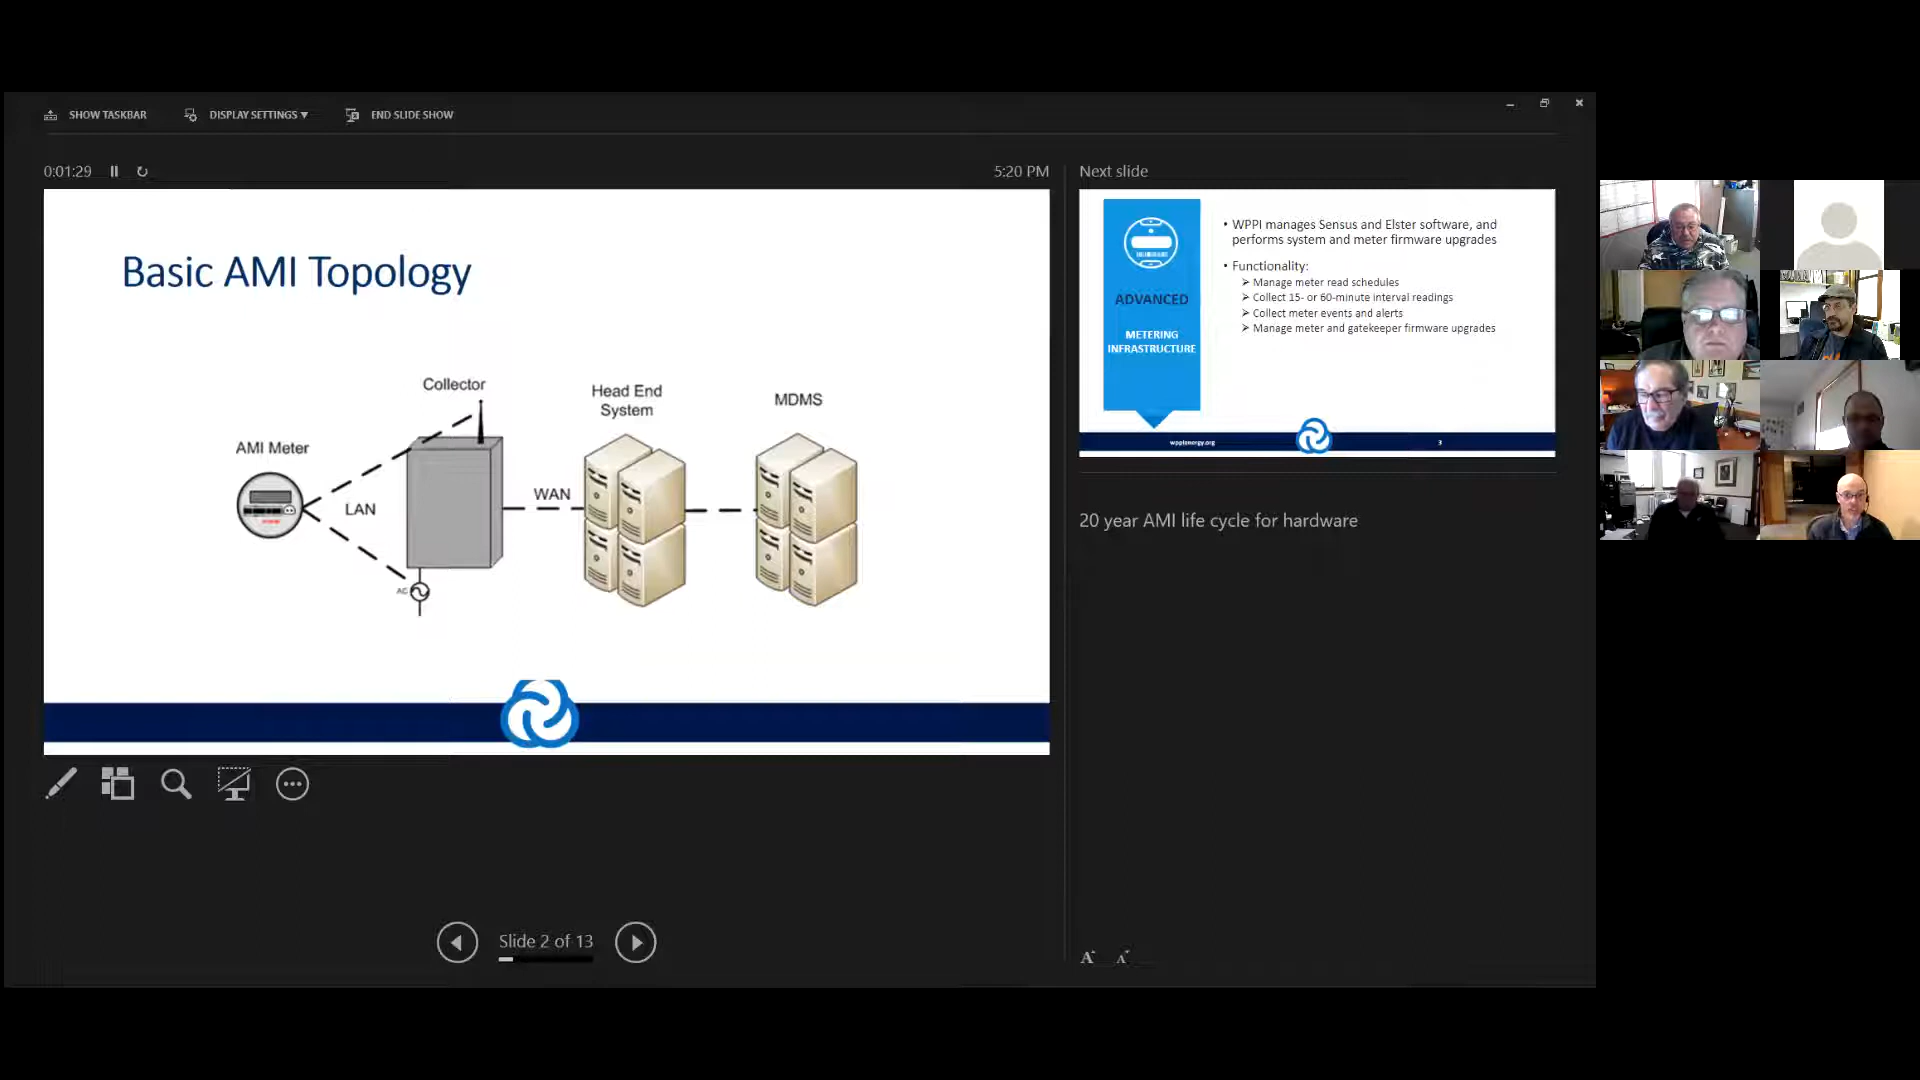 SHOW TASKBAR
DISPLAY SETTINGS ▼
END SLIDE SHOW
0:01:29
5:20 PM
Next slide
Basic AMI Topology
Collector
Head End
System
MDMS
AMI Meter
LAN
WAN
AC
ADVANCED
METERING
INFRASTRUCTURE
• WPPI manages Sensus and Elster software, and
performs system and meter firmware upgrades
• Functionality:
➢ Manage meter read schedules
➢ Collect 15- or 60-minute interval readings
➢ Collect meter events and alerts
➢ Manage meter and gatekeeper firmware upgrades
wppienergy.org
3
20 year AMI life cycle for hardware
Slide 2 of 13
A A